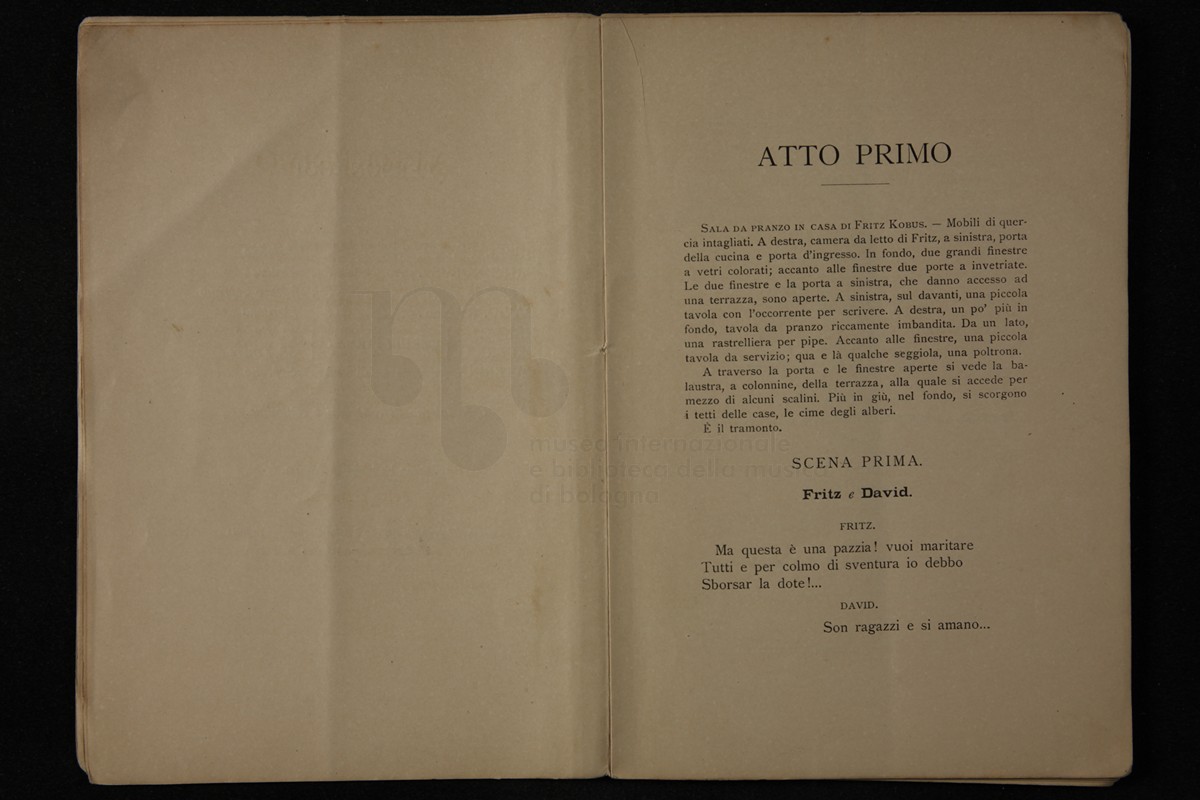 ATTO PRIMO
SALA DA PRANZO IN CASA DI FRITZ KOBUS. — Mobili di quer-
cia intagliati. A destra, camera da letto di Fritz, a sinistra, porta
della cucina e porta d'ingresso. In fondo, due grandi finestre
a vetri colorati; accanto alle finestre due porte a invetriate.
Le due finestre e la porta a sinistra, che danno accesso ad
una terrazza, sono aperte. A sinistra, sul davanti, una piccola
tavola con l'occorrente per scrivere. A destra, un po' più in
fondo, tavola da pranzo riccamente imbandita. Da un lato,
una rastrelliera per pipe. Accanto alle finestre, una piccola
tavola da servizio; qua e là qualche seggiola, una poltrona.
A traverso la porta e le finestre aperte si vede la ba-
laustra, a colonnine, della terrazza, alla quale si accede per
mezzo di alcuni scalini. Più in giù, nel fondo, si scorgono
i tetti delle case, le cime degli alberi.
È il tramonto.
SCENA PRIMA.
Fritz e David.
FRITZ.
Ma questa è una pazzia! vuoi maritare
Tutti e per colmo di sventura io debbo
Sborsar la dote!...
DAVID.
Son ragazzi e si amano...
museo internazionale
e biblioteca della musica
di bologna